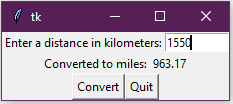 tk
Enter a distance in kilometers: 1550
Converted to miles: 963.17
Convert Quit